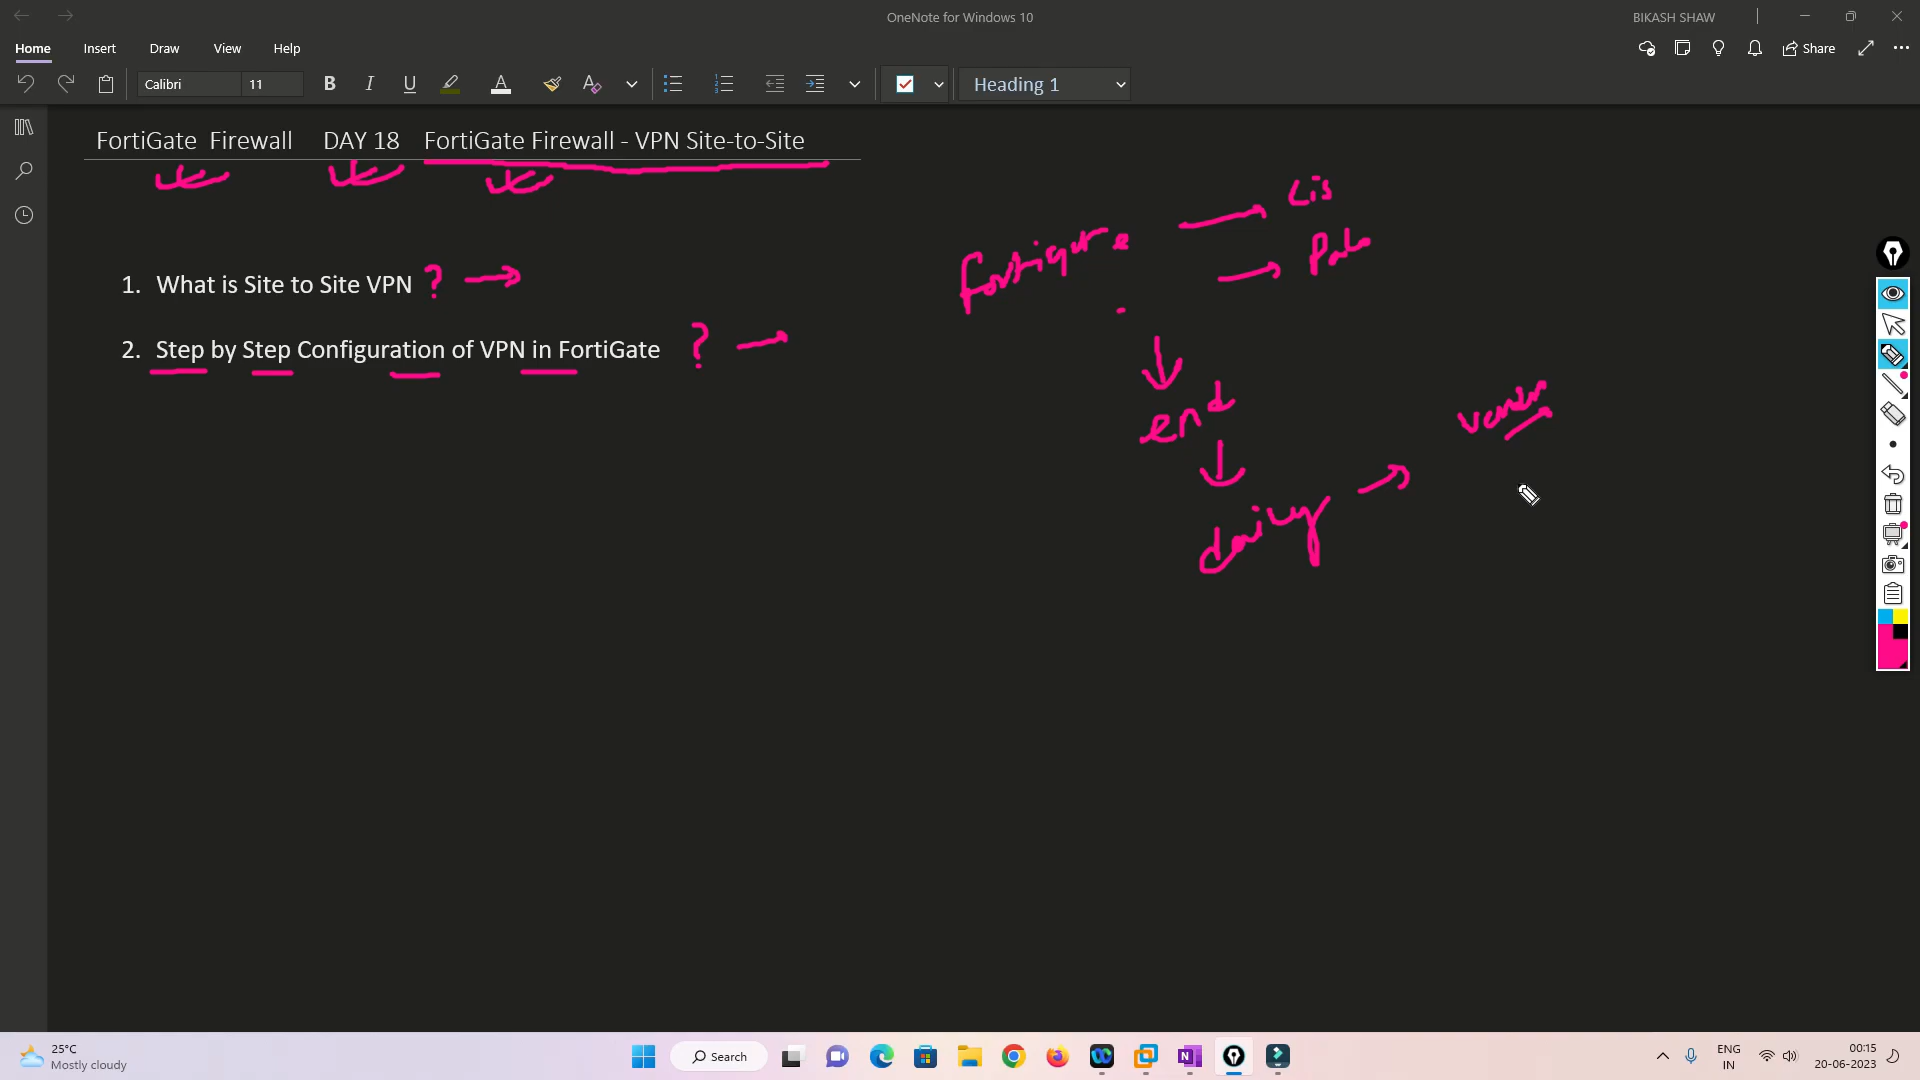 OneNote for Windows 10
BIKASH SHAW
Home Insert Draw View Help
Share
Calibri 11 B I U A A Heading 1
FortiGate Firewall DAY 18 FortiGate Firewall - VPN Site-to-Site
1. What is Site to Site VPN ?
2. Step by Step Configuration of VPN in FortiGate ?
Fortigate
Cis
Palo
end
daily
25°C
Mostly cloudy
Search
ENG
IN
00:15
20-06-2023